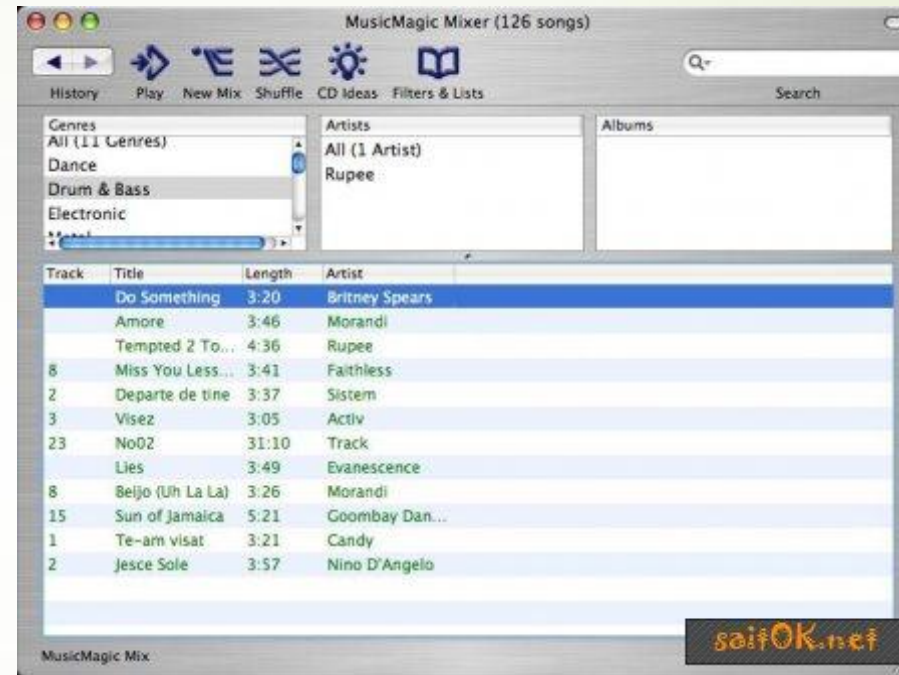 MusicMagic Mixer (126 songs)
History Play New Mix Shuffle CD Ideas Filters & Lists Search
Genres Artists Albums
All (11 Genres) All (1 Artist)
Dance Rupee
Drum & Bass
Electronic
Track Title Length Artist
Do Something 3:20 Britney Spears
Amore 3:46 Morandi
Tempted 2 To... 4:36 Rupee
8 Miss You Less... 3:41 Faithless
2 Departe de tine 3:37 Sistem
3 Visez 3:05 Activ
23 No02 31:10 Track
Lies 3:49 Evanescence
8 Beijo (Uh La La) 3:26 Morandi
15 Sun of Jamaica 5:21 Goombay Dan...
1 Te-am visat 3:21 Candy
2 Jesce Sole 3:57 Nino D'Angelo
saitOK.net
MusicMagic Mix